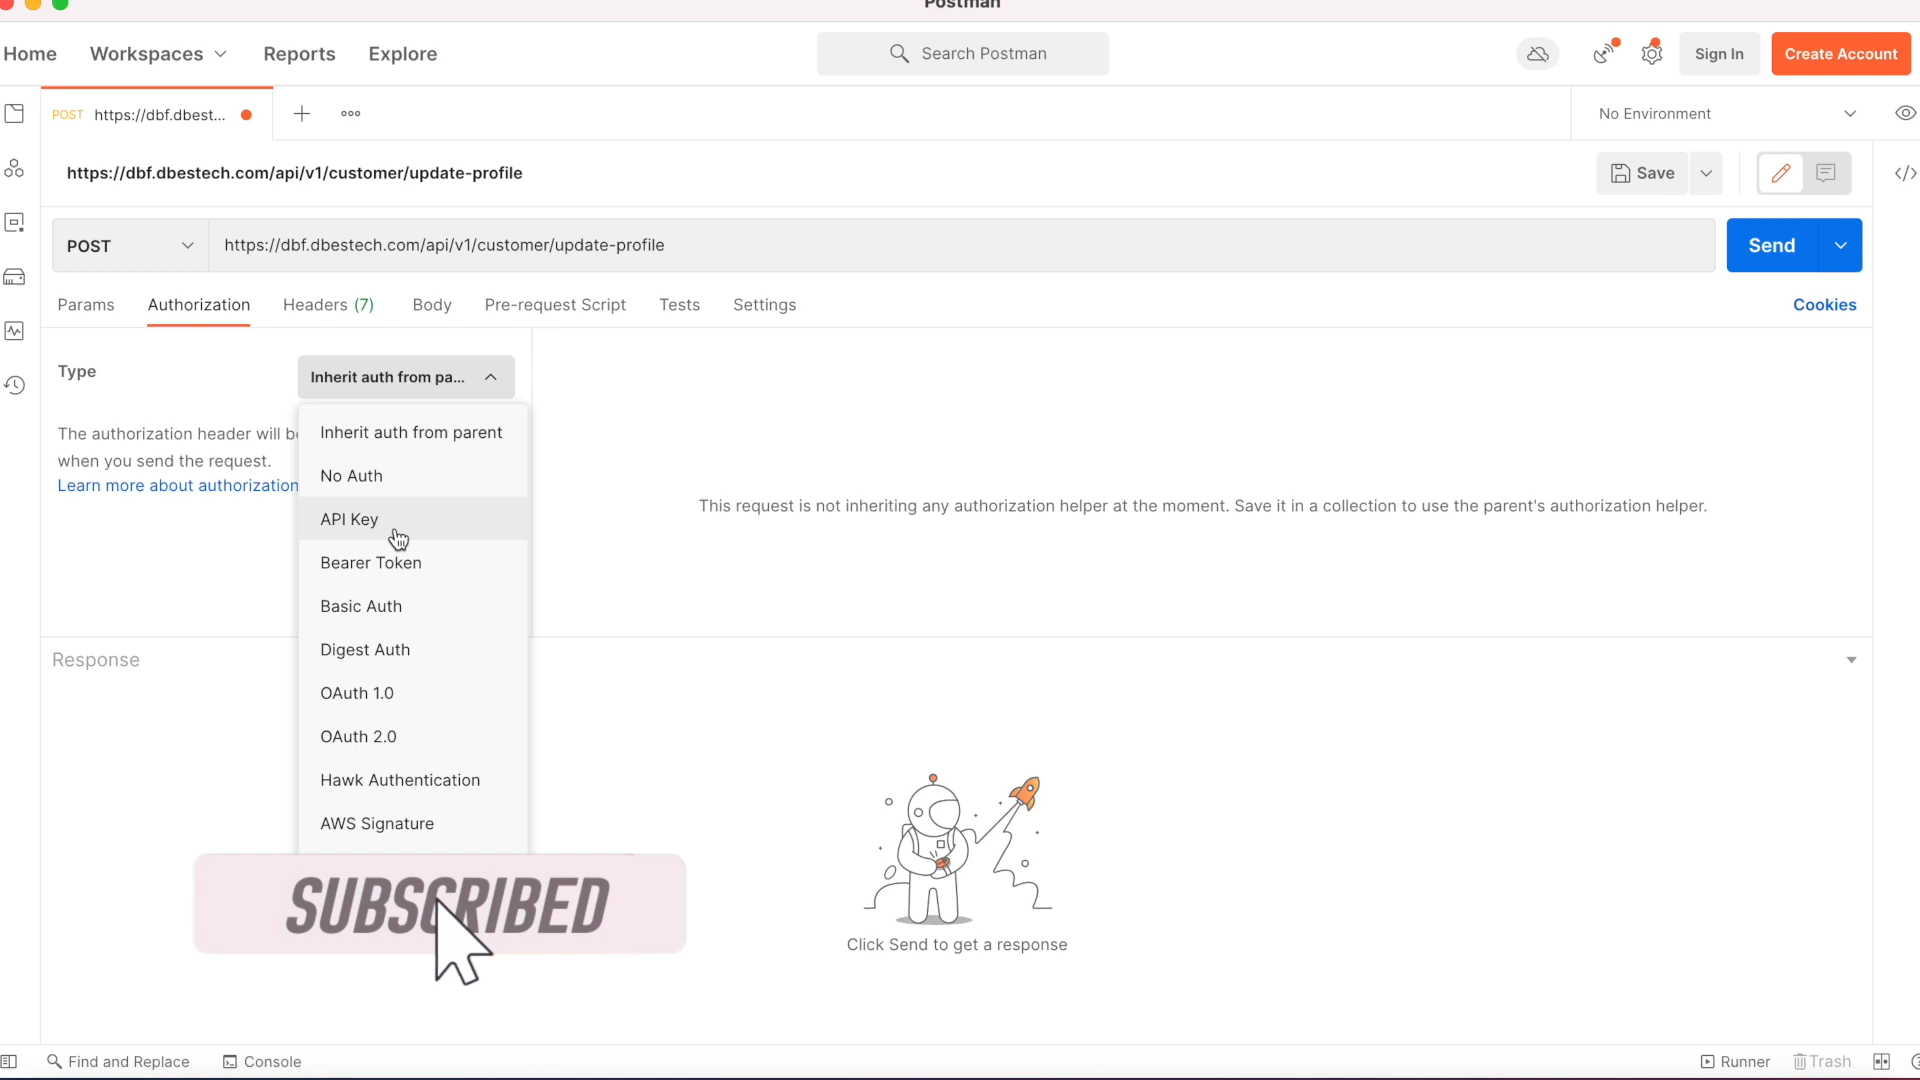 Postman
Home Workspaces Reports Explore Search Postman Sign In Create Account
POST https://dbf.dbest... No Environment
https://dbf.dbestech.com/api/v1/customer/update-profile Save
POST https://dbf.dbestech.com/api/v1/customer/update-profile Send
Params Authorization Headers (7) Body Pre-request Script Tests Settings Cookies
Type Inherit auth from pa...
The authorization header will
when you send the request.
Learn more about authorization
Inherit auth from parent
No Auth
API Key
Bearer Token
Basic Auth
Digest Auth
OAuth 1.0
OAuth 2.0
Hawk Authentication
AWS Signature
This request is not inheriting any authorization helper at the moment. Save it in a collection to use the parent's authorization helper.
Response
SUBSCRIBED
Click Send to get a response
Find and Replace Console Runner Trash